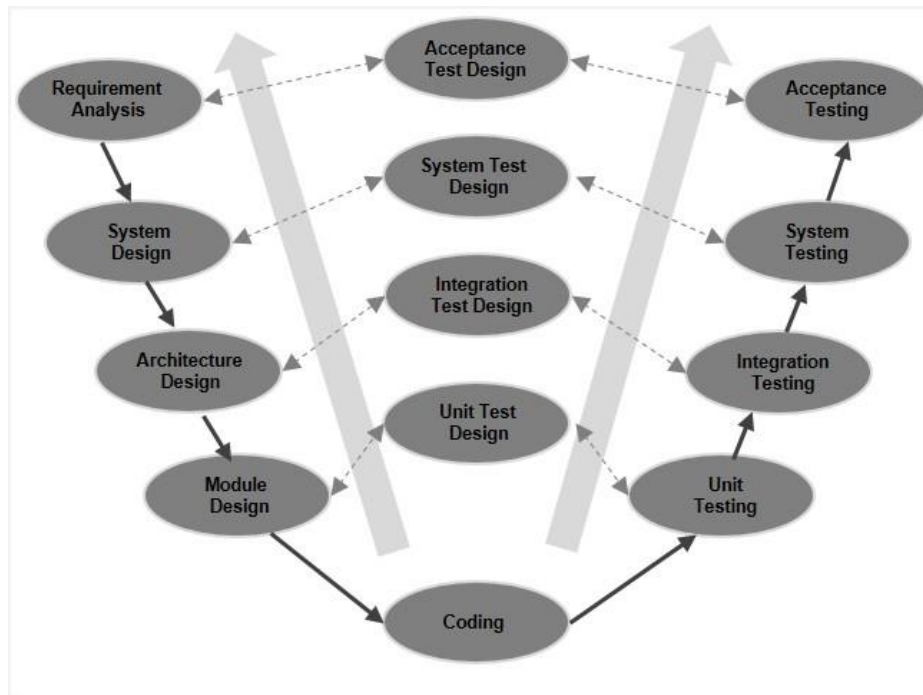 Acceptance
Test Design
Requirement
Analysis
Acceptance
Testing
System Test
Design
System
Design
System
Testing
Integration
Test Design
Architecture
Design
Integration
Testing
Unit Test
Design
Module
Design
Unit
Testing
Coding